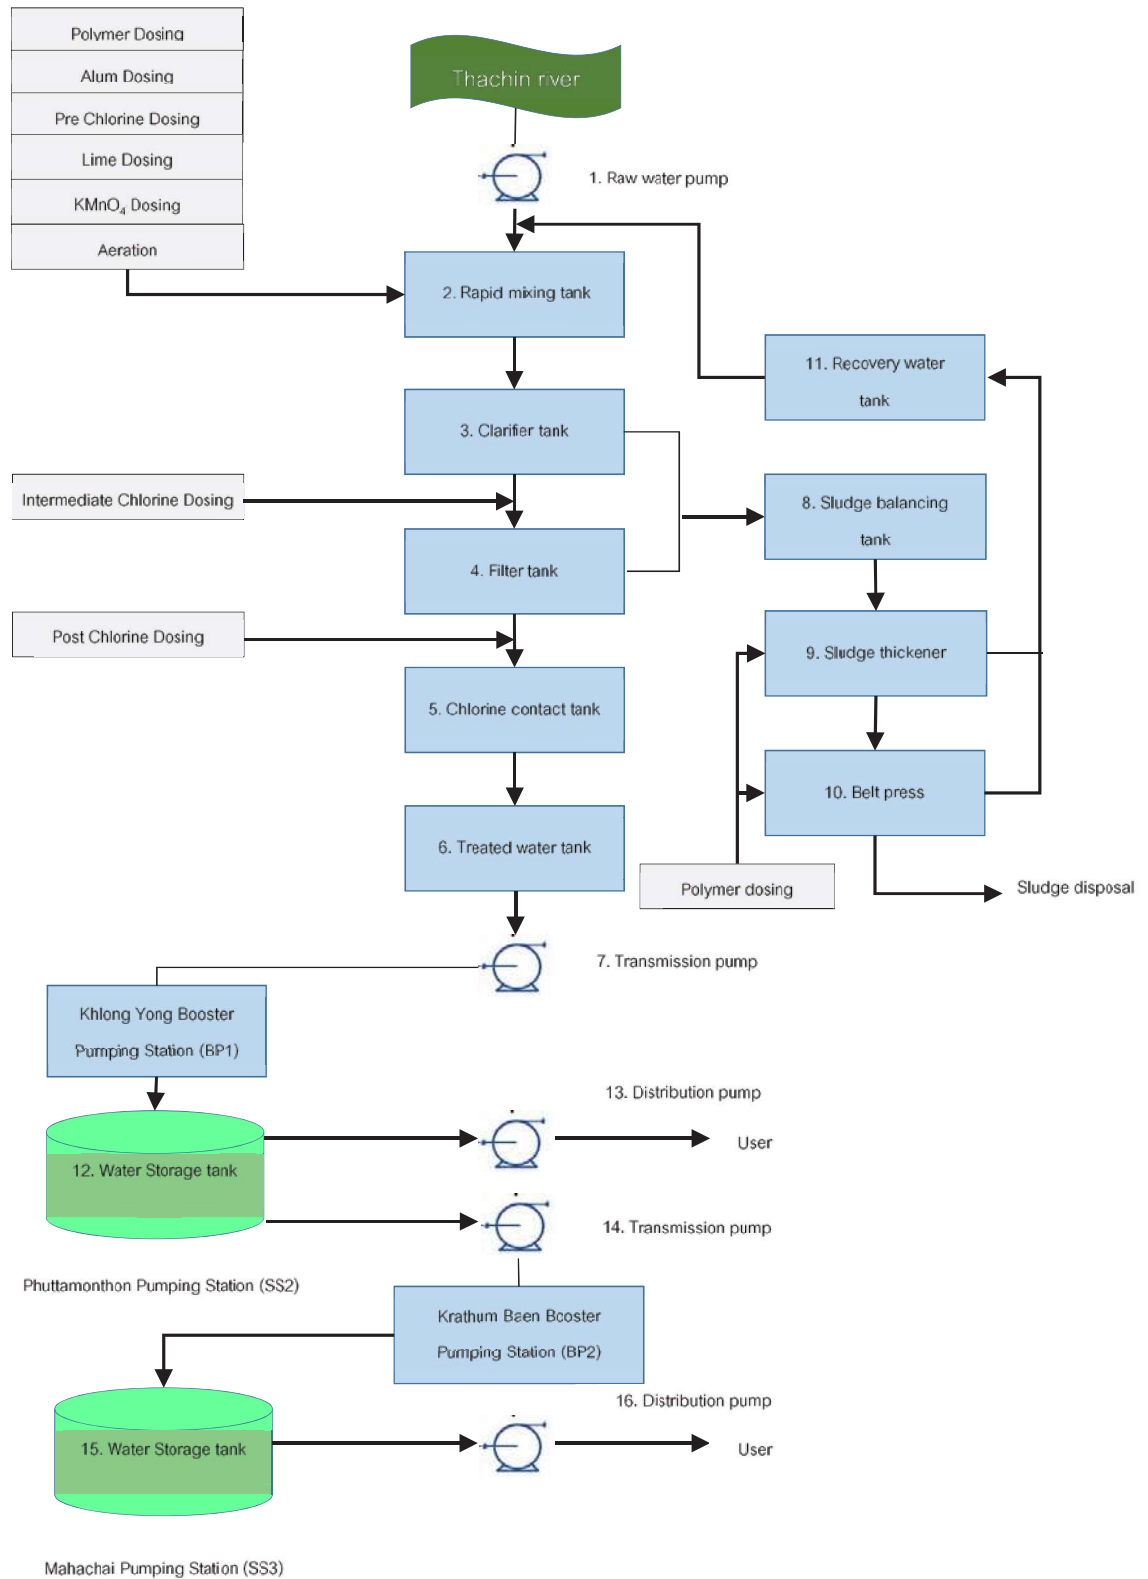 Polymer Dosing
Alum Dosing
Pre Chlorine Dosing
Lime Dosing
KMnO₄ Dosing
Aeration
Thachin river
1. Raw water pump
2. Rapid mixing tank
11. Recovery water
tank
3. Clarifier tank
Intermediate Chlorine Dosing
8. Sludge balancing
tank
4. Filter tank
Post Chlorine Dosing
9. Sludge thickener
5. Chlorine contact tank
10. Belt press
6. Treated water tank
Polymer dosing
Sludge disposal
7. Transmission pump
Khlong Yong Booster
Pumping Station (BP1)
13. Distribution pump
User
12. Water Storage tank
14. Transmission pump
Phuttamonthon Pumping Station (SS2)
Krathum Baen Booster
Pumping Station (BP2)
16. Distribution pump
15. Water Storage tank
User
Mahachai Pumping Station (SS3)